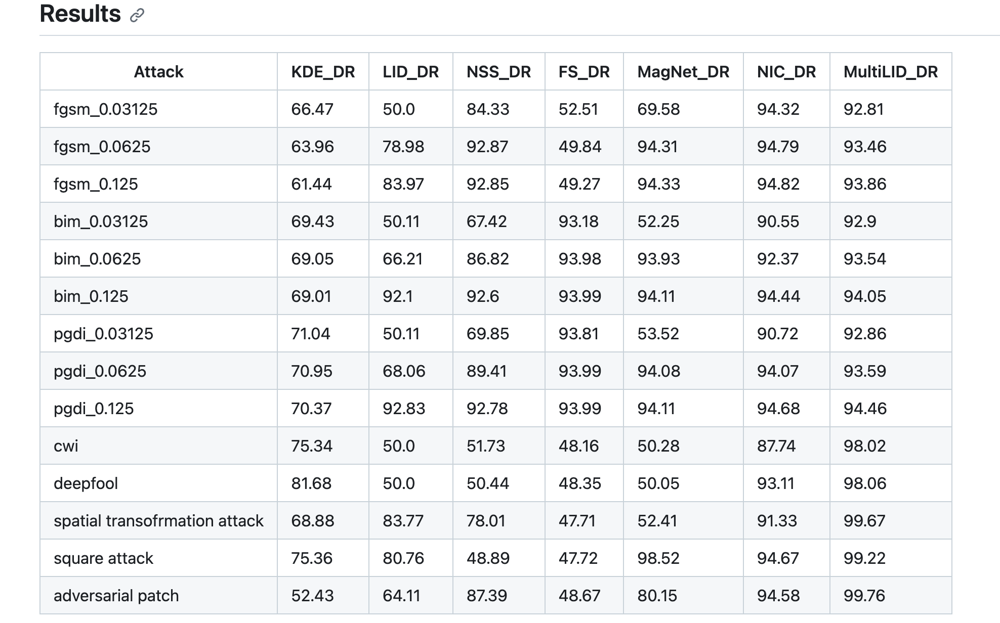 Results
Attack KDE_DR LID_DR NSS_DR FS_DR MagNet_DR NIC_DR MultiLID_DR
fgsm_0.03125 66.47 50.0 84.33 52.51 69.58 94.32 92.81
fgsm_0.0625 63.96 78.98 92.87 49.84 94.31 94.79 93.46
fgsm_0.125 61.44 83.97 92.85 49.27 94.33 94.82 93.86
bim_0.03125 69.43 50.11 67.42 93.18 52.25 90.55 92.9
bim_0.0625 69.05 66.21 86.82 93.98 93.93 92.37 93.54
bim_0.125 69.01 92.1 92.6 93.99 94.11 94.44 94.05
pgdi_0.03125 71.04 50.11 69.85 93.81 53.52 90.72 92.86
pgdi_0.0625 70.95 68.06 89.41 93.99 94.08 94.07 93.59
pgdi_0.125 70.37 92.83 92.78 93.99 94.11 94.68 94.46
cwi 75.34 50.0 51.73 48.16 50.28 87.74 98.02
deepfool 81.68 50.0 50.44 48.35 50.05 93.11 98.06
spatial transofrmation attack 68.88 83.77 78.01 47.71 52.41 91.33 99.67
square attack 75.36 80.76 48.89 47.72 98.52 94.67 99.22
adversarial patch 52.43 64.11 87.39 48.67 80.15 94.58 99.76